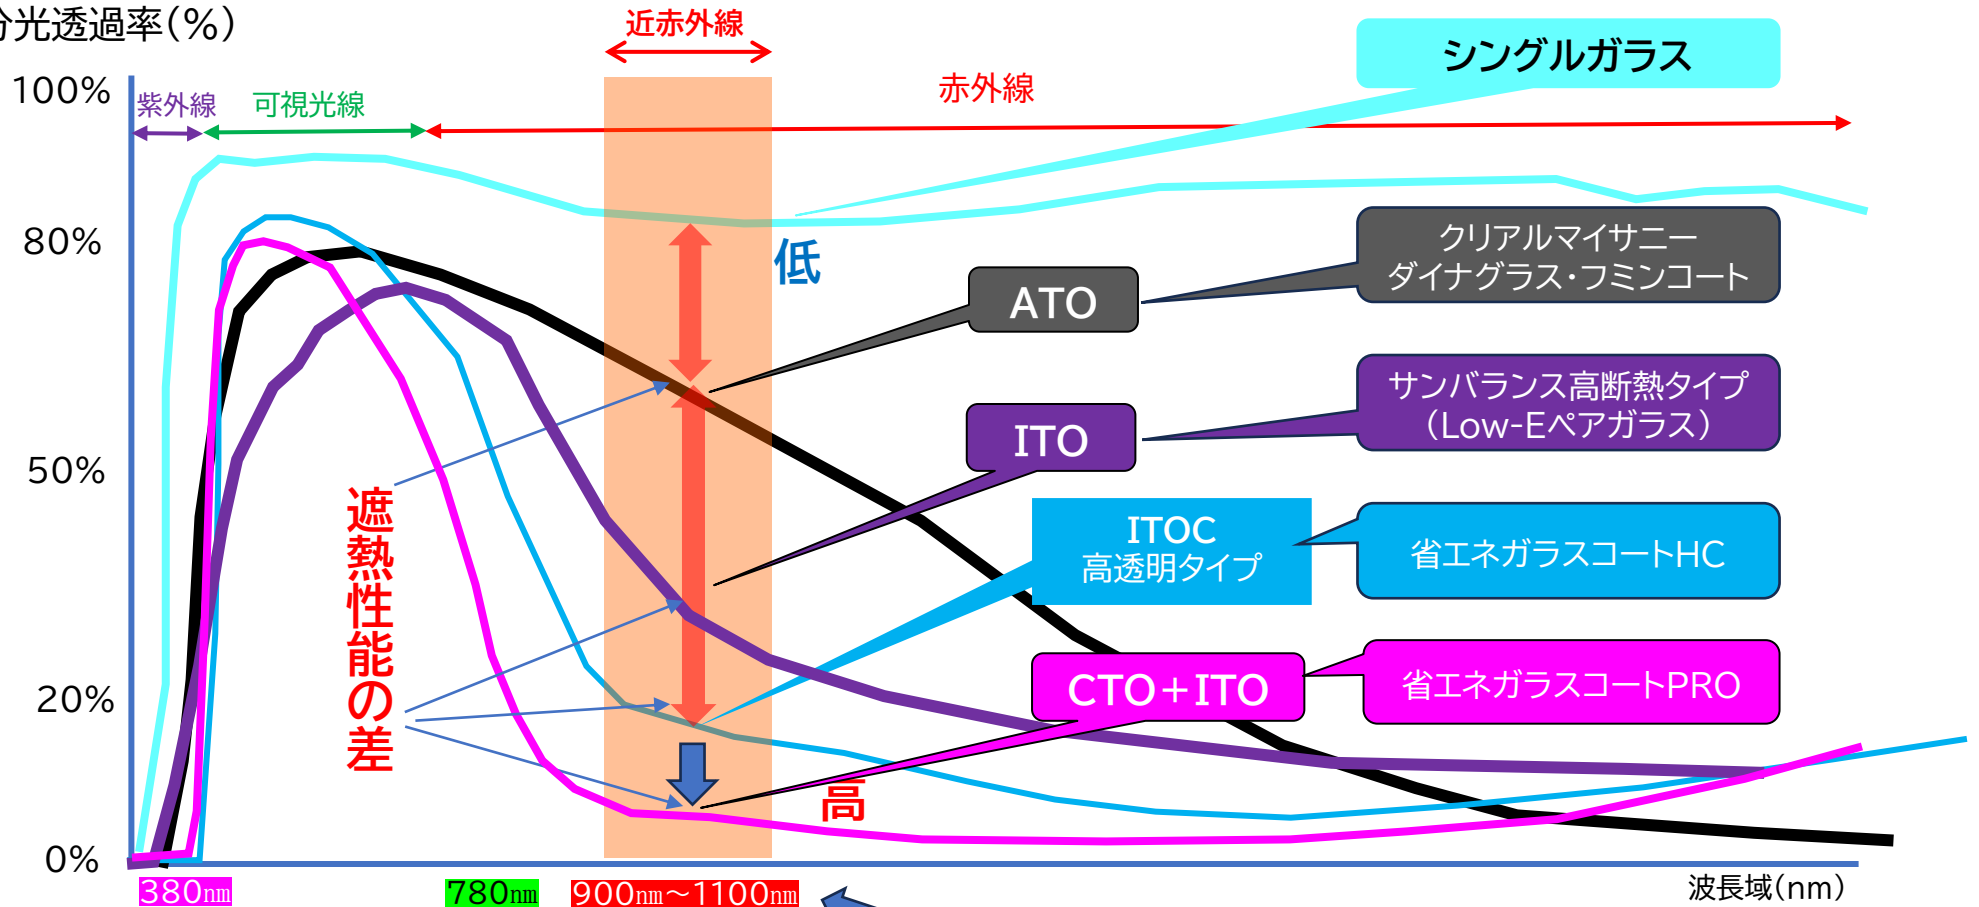 分光透過率(%)
近赤外線
シングルガラス
100%
紫外線
可視光線
赤外線
80%
低
クリアルマイサニー
ダイナグラス・フミンコート
ATO
サンバランス高断熱タイプ
(Low-Eペアガラス)
ITO
50%
遮熱性能の差
ITOC
高透明タイプ
省エネガラスコートHC
20%
CTO+ITO
省エネガラスコートPRO
高
0%
380nm
780nm
900nm~1100nm
波長域(nm)